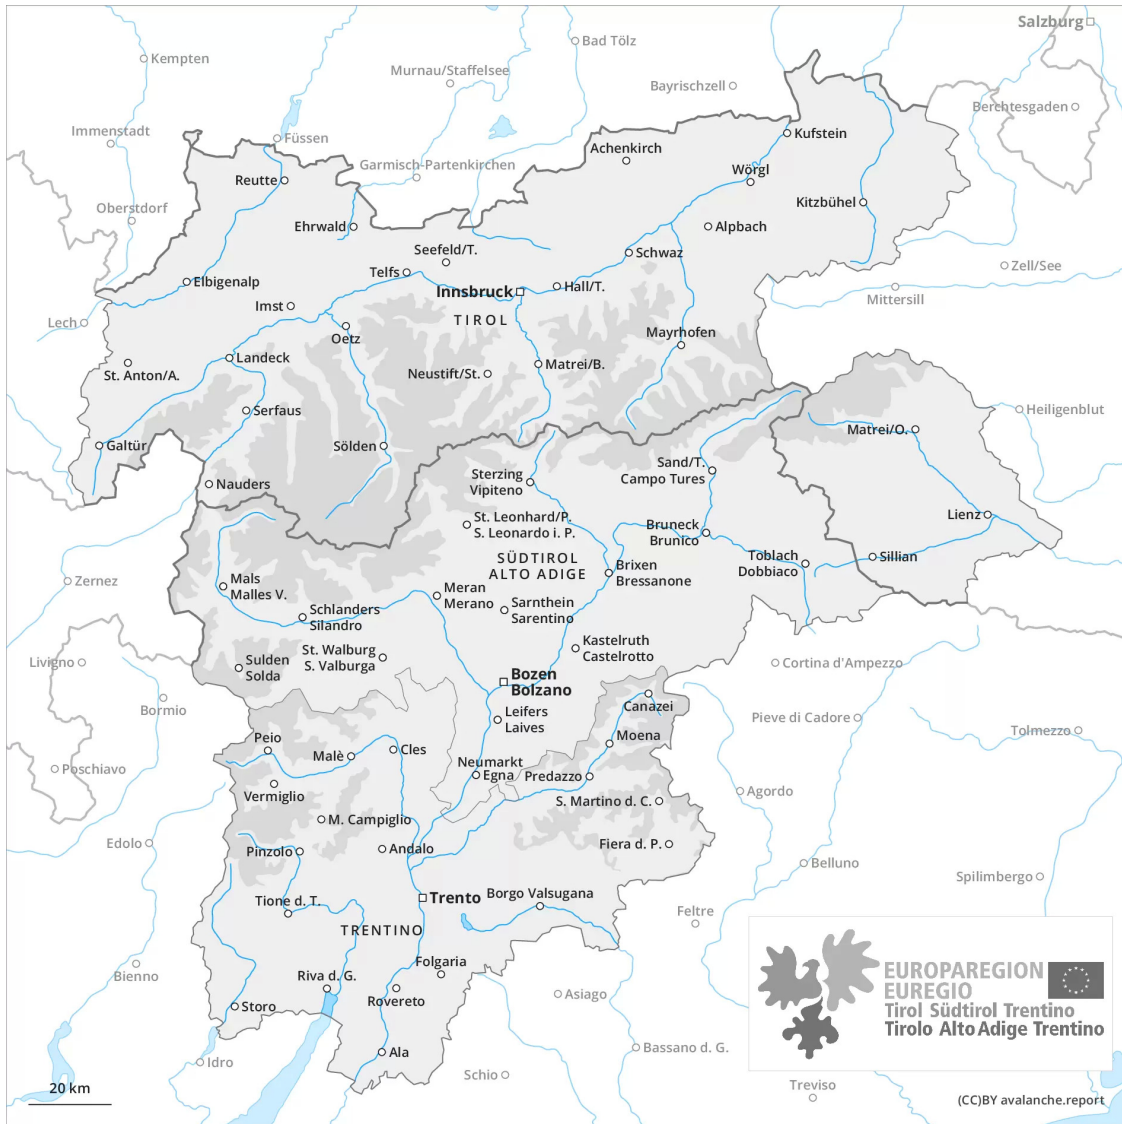 Salzburg
Bad Tölz
Kempten
Murnau/Staffelsee
Bayrischzell
Berchtesgaden
Immenstadt
Füssen
Kufstein
Achenkirch
Garmisch-Partenkirchen
Wörgl
Reutte
Kitzbühel
Oberstdorf
Ehrwald
Alpbach
Seefeld/T.
Schwaz
Telfs
Zell/See
Elbigenalp
Innsbruck
Hall/T.
Mittersill
Imst
TIROL
Lech
Oetz
Mayrhofen
Landeck
Matrei/B.
St. Anton/A.
Neustift/St.
Serfaus
Heiligenblut
Matrei/O.
Galtür
Sölden
Sand/T.
Campo Tures
Sterzing
Vipiteno
Nauders
Lienz
St. Leonhard/P.
S. Leonardo i. P.
Bruneck
Brunico
SÜDTIROL
ALTO ADIGE
Toblach
Dobbiaco
Sillian
Brixen
Bressanone
Zernez
Mals
Malles V.
Meran
Merano
Sarnthein
Sarentino
Schlanders
Silandro
Kastelruth
Castelrotto
St. Walburg
S. Valburga
Livigno
Sulden
Solda
Cortina d'Ampezzo
Bozen
Bolzano
Bormio
Canazei
Leifers
Laives
Pieve di Cadore
Tolmezzo
Peio
Moena
Malè
Cles
Neumarkt
Egna
Predazzo
Poschiavo
Vermiglio
Agordo
S. Martino d. C.
M. Campiglio
Edolo
Pinzolo
Andalo
Fiera d. P.
Belluno
Spilimbergo
Tione d. T.
Trento
Borgo Valsugana
Feltre
TRENTINO
Bienno
Riva d. G.
Folgaria
Rovereto
Asiago
Storo
Ala
Idro
Bassano d. G.
Schio
Treviso
EUROPAREGION
EUREGIO
Tirol Südtirol Trentino
Tirolo Alto Adige Trentino
20 km
(CC)BY avalanche.report